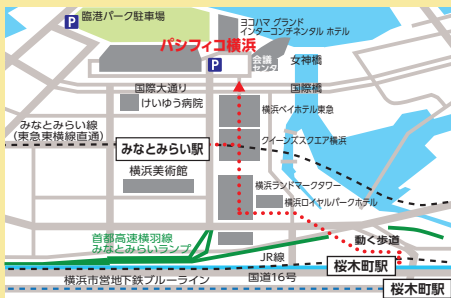 臨港パーク駐車場
P
ヨコハマ グランド
インターコンチネンタル ホテル
パシフィコ横浜
P
会議
センタ
女神橋
国際大通り
国際橋
けいゆう病院
横浜ベイホテル東急
みなとみらい線
(東急東横線直通)
みなとみらい駅
クイーンズスクエア横浜
横浜美術館
横浜ランドマークタワー
横浜ロイヤルパークホテル
首都高速横羽線
みなとみらいランプ
動く歩道
JR線
桜木町駅
横浜市営地下鉄ブルーライン
国道16号
桜木町駅